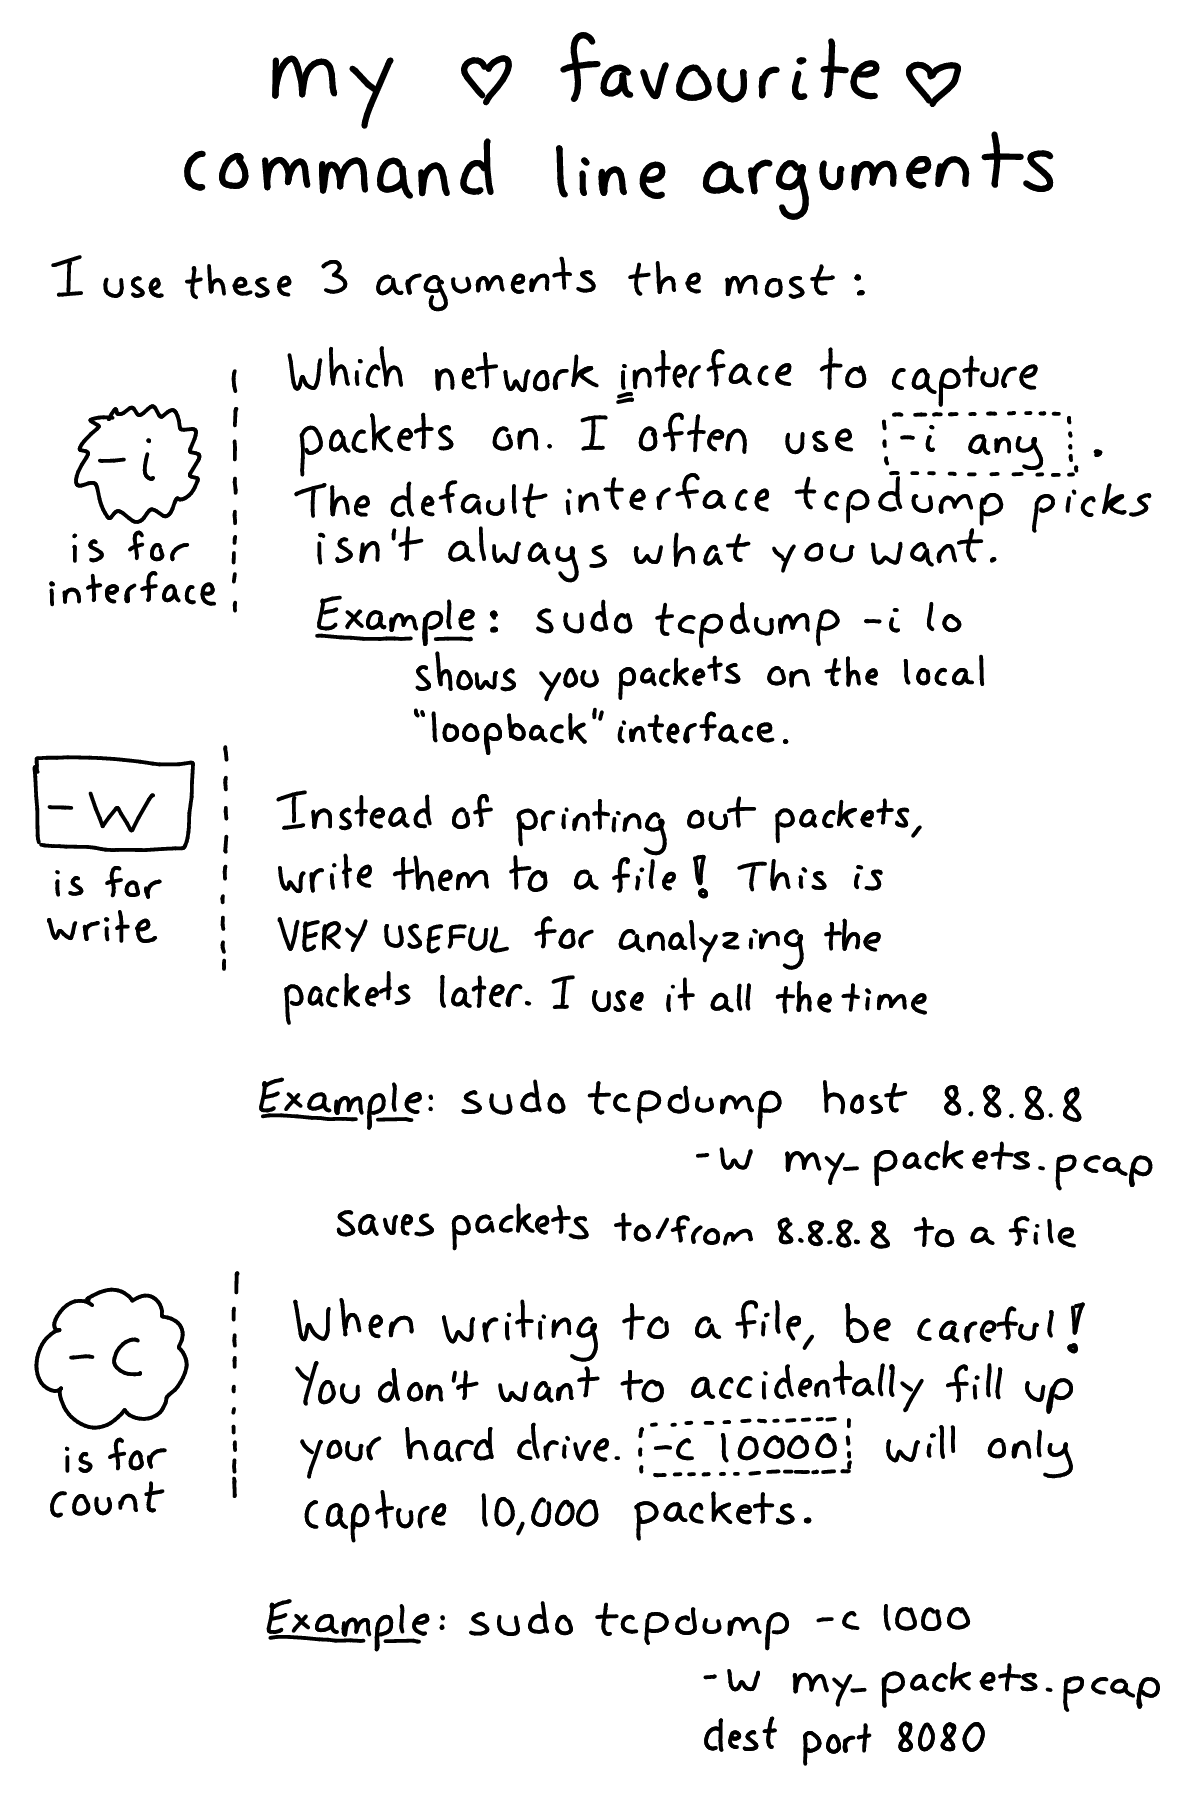 my ♡ favourite ♡
command line arguments
I use these 3 arguments the most:
-i
is for
interface
Which network interface to capture
packets on. I often use -i any .
The default interface tcpdump picks
isn't always what you want.
Example: sudo tcpdump -i lo
shows you packets on the local
"loopback" interface.
-w
is for
write
Instead of printing out packets,
write them to a file! This is
VERY USEFUL for analyzing the
packets later. I use it all the time
Example: sudo tcpdump host 8.8.8.8
-w my_packets.pcap
saves packets to/from 8.8.8.8 to a file
-c
is for
count
When writing to a file, be careful!
You don't want to accidentally fill up
your hard drive. -c 10000 will only
capture 10,000 packets.
Example: sudo tcpdump -c 1000
-w my_packets.pcap
dest port 8080